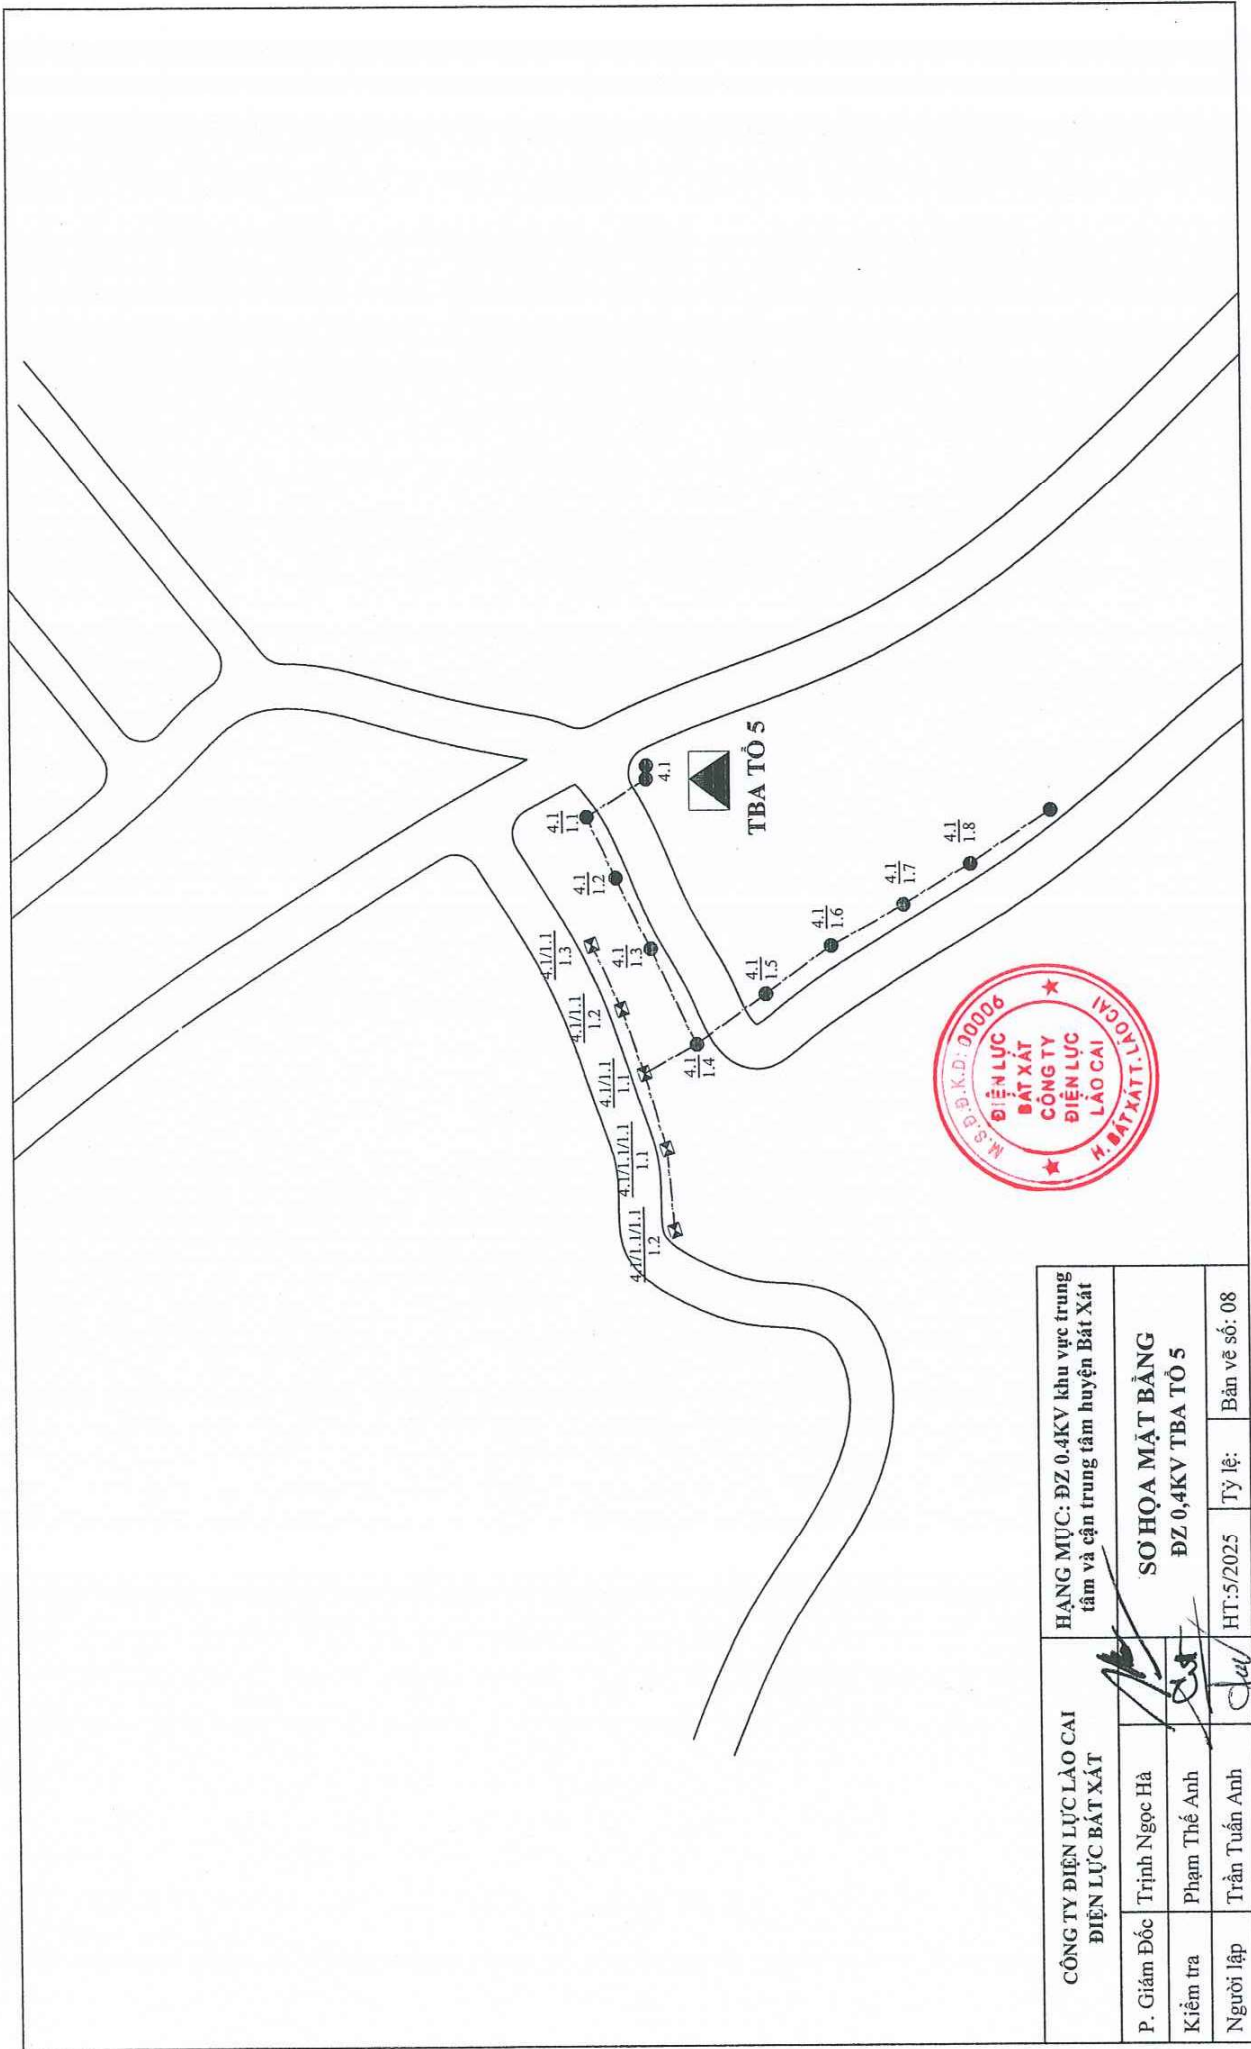 4.1
TBA TỔ 5
4.1
1.1
4.1
1.2
4.1
1.3
4.1
1.4
4.1
1.5
4.1
1.6
4.1
1.7
4.1
1.8
4.1/1.1
1.3
4.1/1.1
1.2
4.1/1.1
1.1
4.1/1.1/1.1
1.1
4.1/1.1/1.1
1.2
M.S.D.Đ.K.D: 00006
ĐIỆN LỰC
BÁT XÁT
CÔNG TY
ĐIỆN LỰC
LÀO CAI
H. BÁT XÁT T. LÀO CAI
CÔNG TY ĐIỆN LỰC LÀO CAI
ĐIỆN LỰC BÁT XÁT
HẠNG MỤC: ĐZ 0.4KV khu vực trung
tâm và cận trung tâm huyện Bát Xát
P. Giám Đốc Trịnh Ngọc Hà
Kiểm tra Phạm Thế Anh
Người lập Trần Tuấn Anh
SƠ HỌA MẶT BẰNG
ĐZ 0,4KV TBA TỔ 5
HT:5/2025 Tỷ lệ: Bản vẽ số: 08